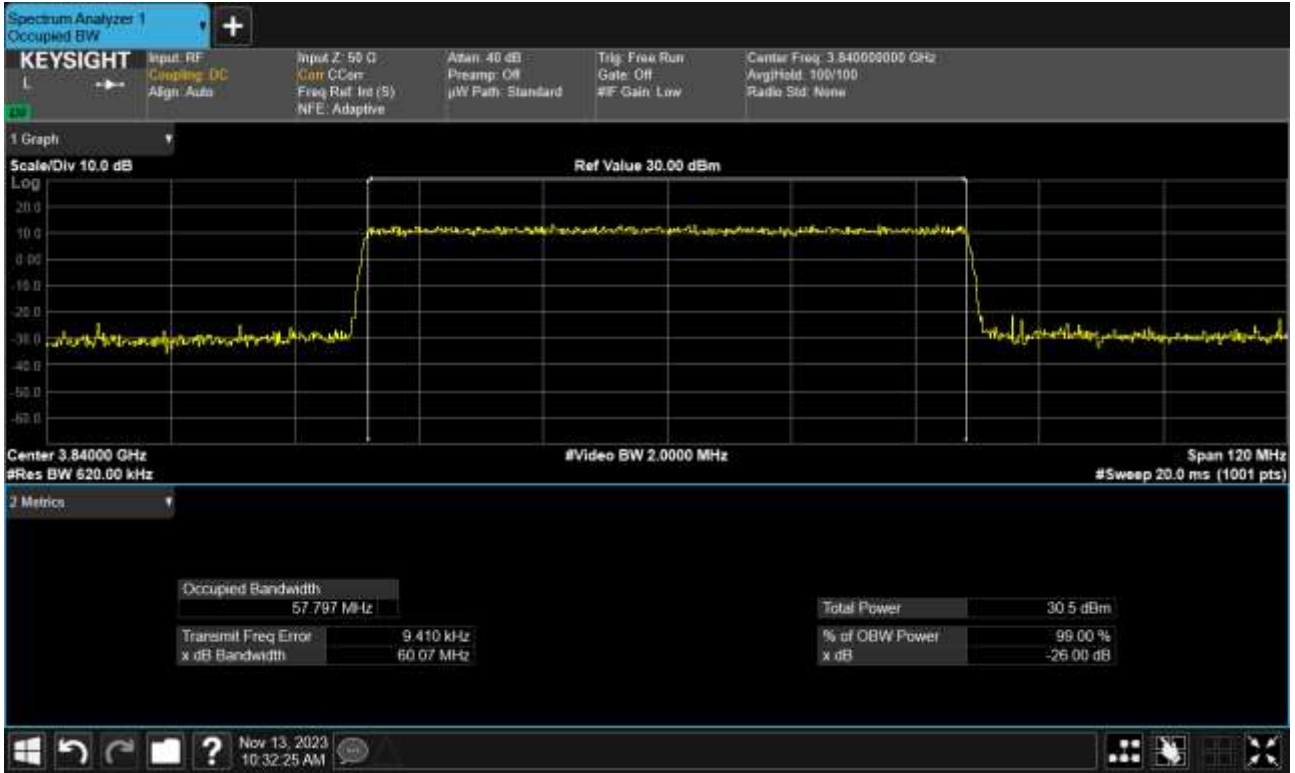 Spectrum Analyzer 1
Occupied BW
KEYSIGHT
L
Input: RF
Coupling: DC
Align: Auto
Input Z: 50 Ω
Corr CCorr
Freq Ref: Int (S)
NFE: Adaptive
Atten: 40 dB
Preamp: Off
µW Path: Standard
Trig: Free Run
Gate: Off
#IF Gain: Low
Center Freq: 3.840000000 GHz
Avg|Hold: 100/100
Radio Std: None
1 Graph
Scale/Div 10.0 dB
Ref Value 30.00 dBm
Log
20.0
10.0
0.00
-10.0
-20.0
-30.0
-40.0
-50.0
-60.0
Center 3.84000 GHz
#Video BW 2.0000 MHz
Span 120 MHz
#Res BW 620.00 kHz
#Sweep 20.0 ms (1001 pts)
2 Metrics
Occupied Bandwidth
57.797 MHz
Total Power 30.5 dBm
Transmit Freq Error 9.410 kHz
% of OBW Power 99.00 %
x dB Bandwidth 60.07 MHz
x dB -26.00 dB
Nov 13, 2023
10:32:25 AM